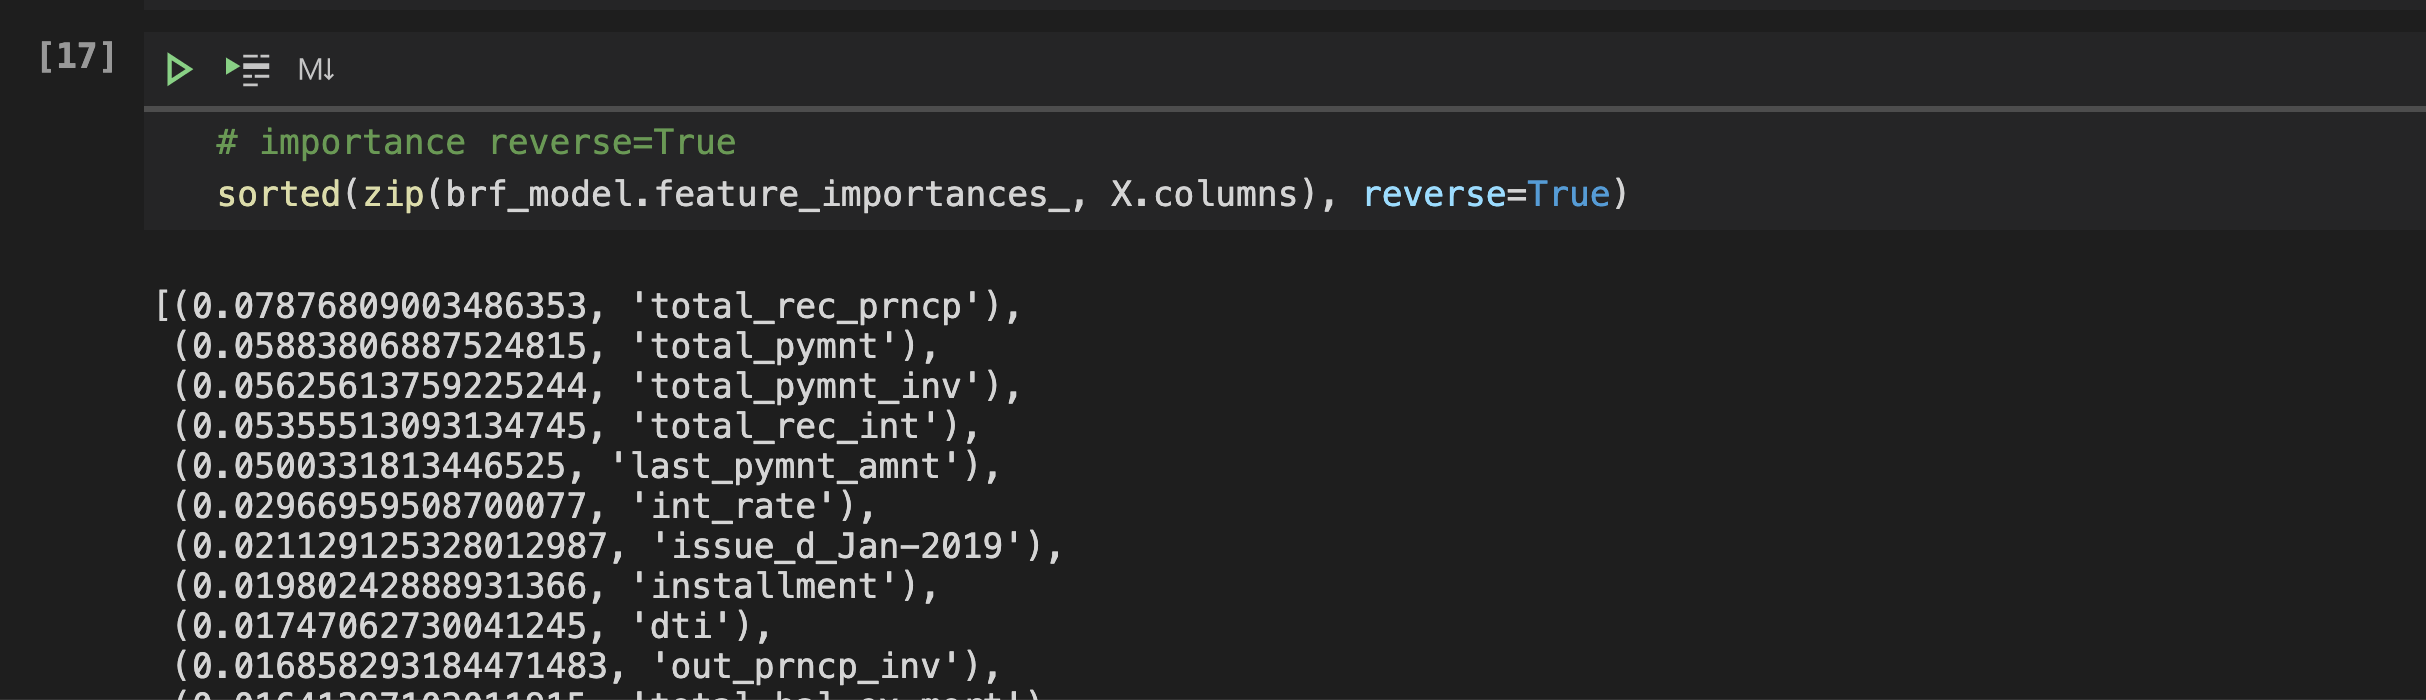 [17]
M↓
# importance reverse=True
sorted(zip(brf_model.feature_importances_, X.columns), reverse=True)
[(0.07876809003486353, 'total_rec_prncp'),
(0.05883806887524815, 'total_pymnt'),
(0.05625613759225244, 'total_pymnt_inv'),
(0.05355513093134745, 'total_rec_int'),
(0.0500331813446525, 'last_pymnt_amnt'),
(0.02966959508700077, 'int_rate'),
(0.021129125328012987, 'issue_d_Jan-2019'),
(0.01980242888931366, 'installment'),
(0.01747062730041245, 'dti'),
(0.016858293184471483, 'out_prncp_inv'),